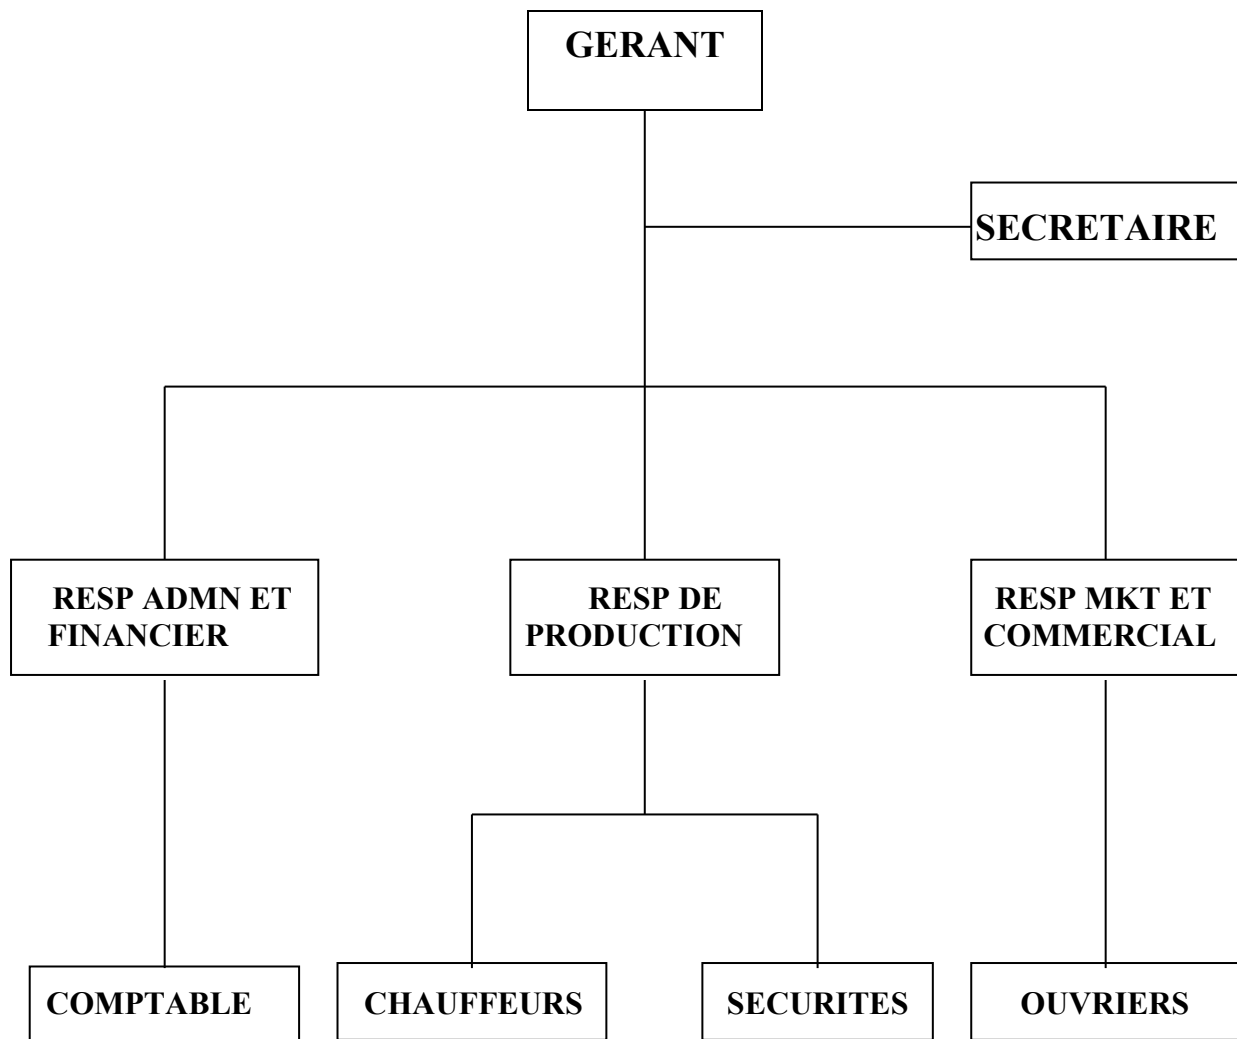 GERANT
SECRETAIRE
RESP ADMN ET
FINANCIER
RESP DE
PRODUCTION
RESP MKT ET
COMMERCIAL
COMPTABLE
CHAUFFEURS
SECURITES
OUVRIERS